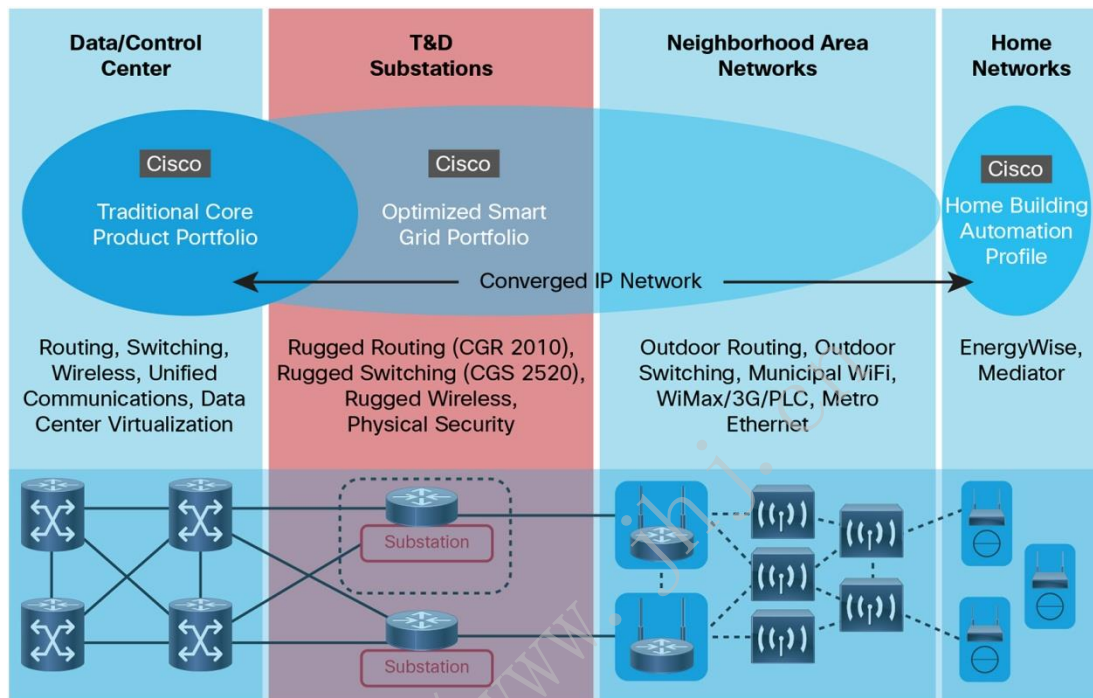 Data/Control
Center
T&D
Substations
Neighborhood Area
Networks
Home
Networks
Cisco
Traditional Core
Product Portfolio
Cisco
Optimized Smart
Grid Portfolio
Cisco
Home Building
Automation
Profile
Converged IP Network
Routing, Switching,
Wireless, Unified
Communications, Data
Center Virtualization
Rugged Routing (CGR 2010),
Rugged Switching (CGS 2520),
Rugged Wireless,
Physical Security
Outdoor Routing, Outdoor
Switching, Municipal WiFi,
WiMax/3G/PLC, Metro
Ethernet
EnergyWise,
Mediator
Substation
Substation